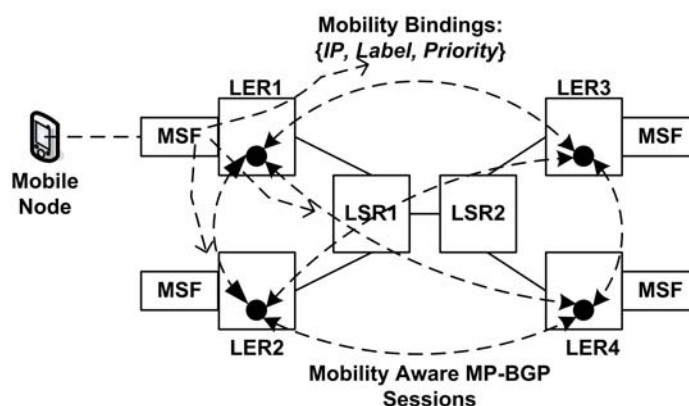 Mobility Bindings:
{IP, Label, Priority}
LER1
LER3
MSF
MSF
Mobile
Node
LSR1
LSR2
MSF
MSF
LER2
LER4
Mobility Aware MP-BGP
Sessions